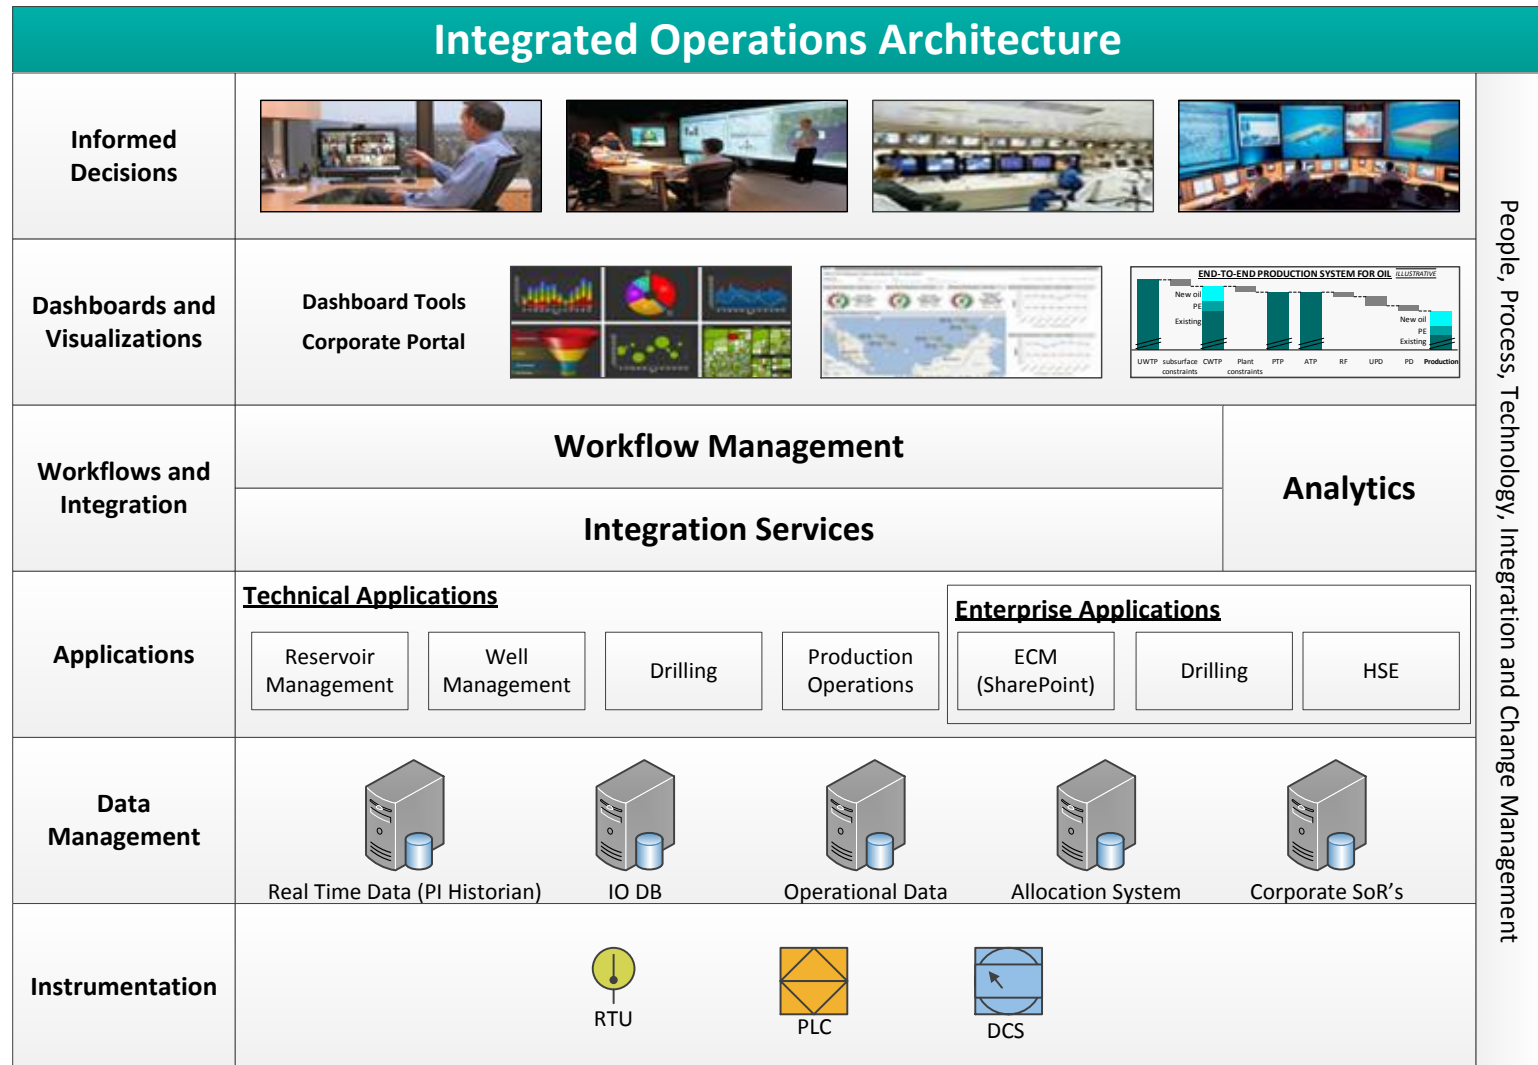 Integrated Operations Architecture
Informed
Decisions
Dashboards and
Visualizations
Dashboard Tools
Corporate Portal
END-TO-END PRODUCTION SYSTEM FOR OIL
ILLUSTRATIVE
New oil
PE
Existing
New oil
PE
Existing
UWTP
subsurface
constraints
CWTP
Plant
constraints
PTP
ATP
RF
UPD
PD
Production
Workflows and
Integration
Workflow Management
Integration Services
Analytics
Applications
Technical Applications
Reservoir
Management
Well
Management
Drilling
Production
Operations
Enterprise Applications
ECM
(SharePoint)
Drilling
HSE
Data
Management
Real Time Data (PI Historian)
IO DB
Operational Data
Allocation System
Corporate SoR's
Instrumentation
RTU
PLC
DCS
People, Process, Technology, Integration and Change Management